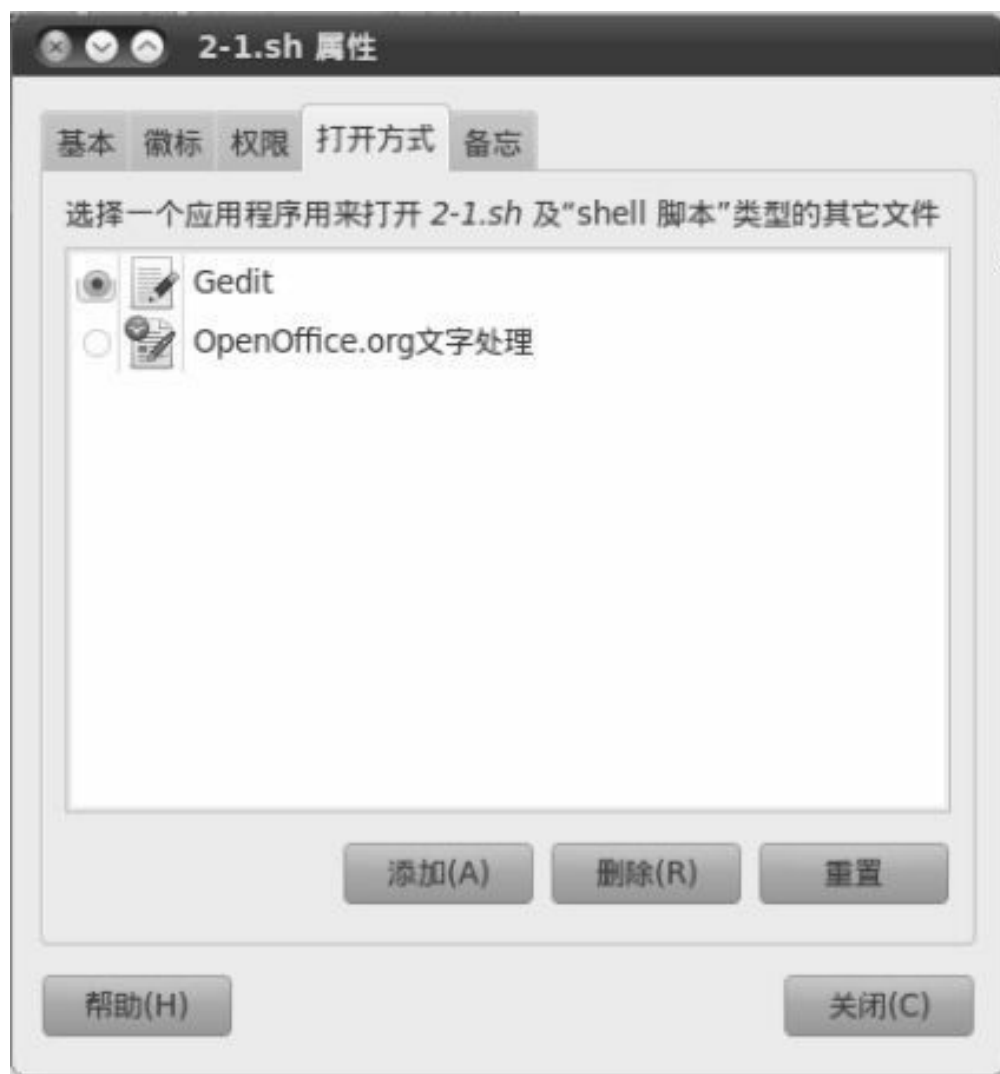 2-1.sh 属性
基本 徽标 权限 打开方式 备忘
选择一个应用程序用来打开 2-1.sh 及“shell 脚本”类型的其它文件
Gedit
OpenOffice.org文字处理
添加(A) 删除(R) 重置
帮助(H) 关闭(C)